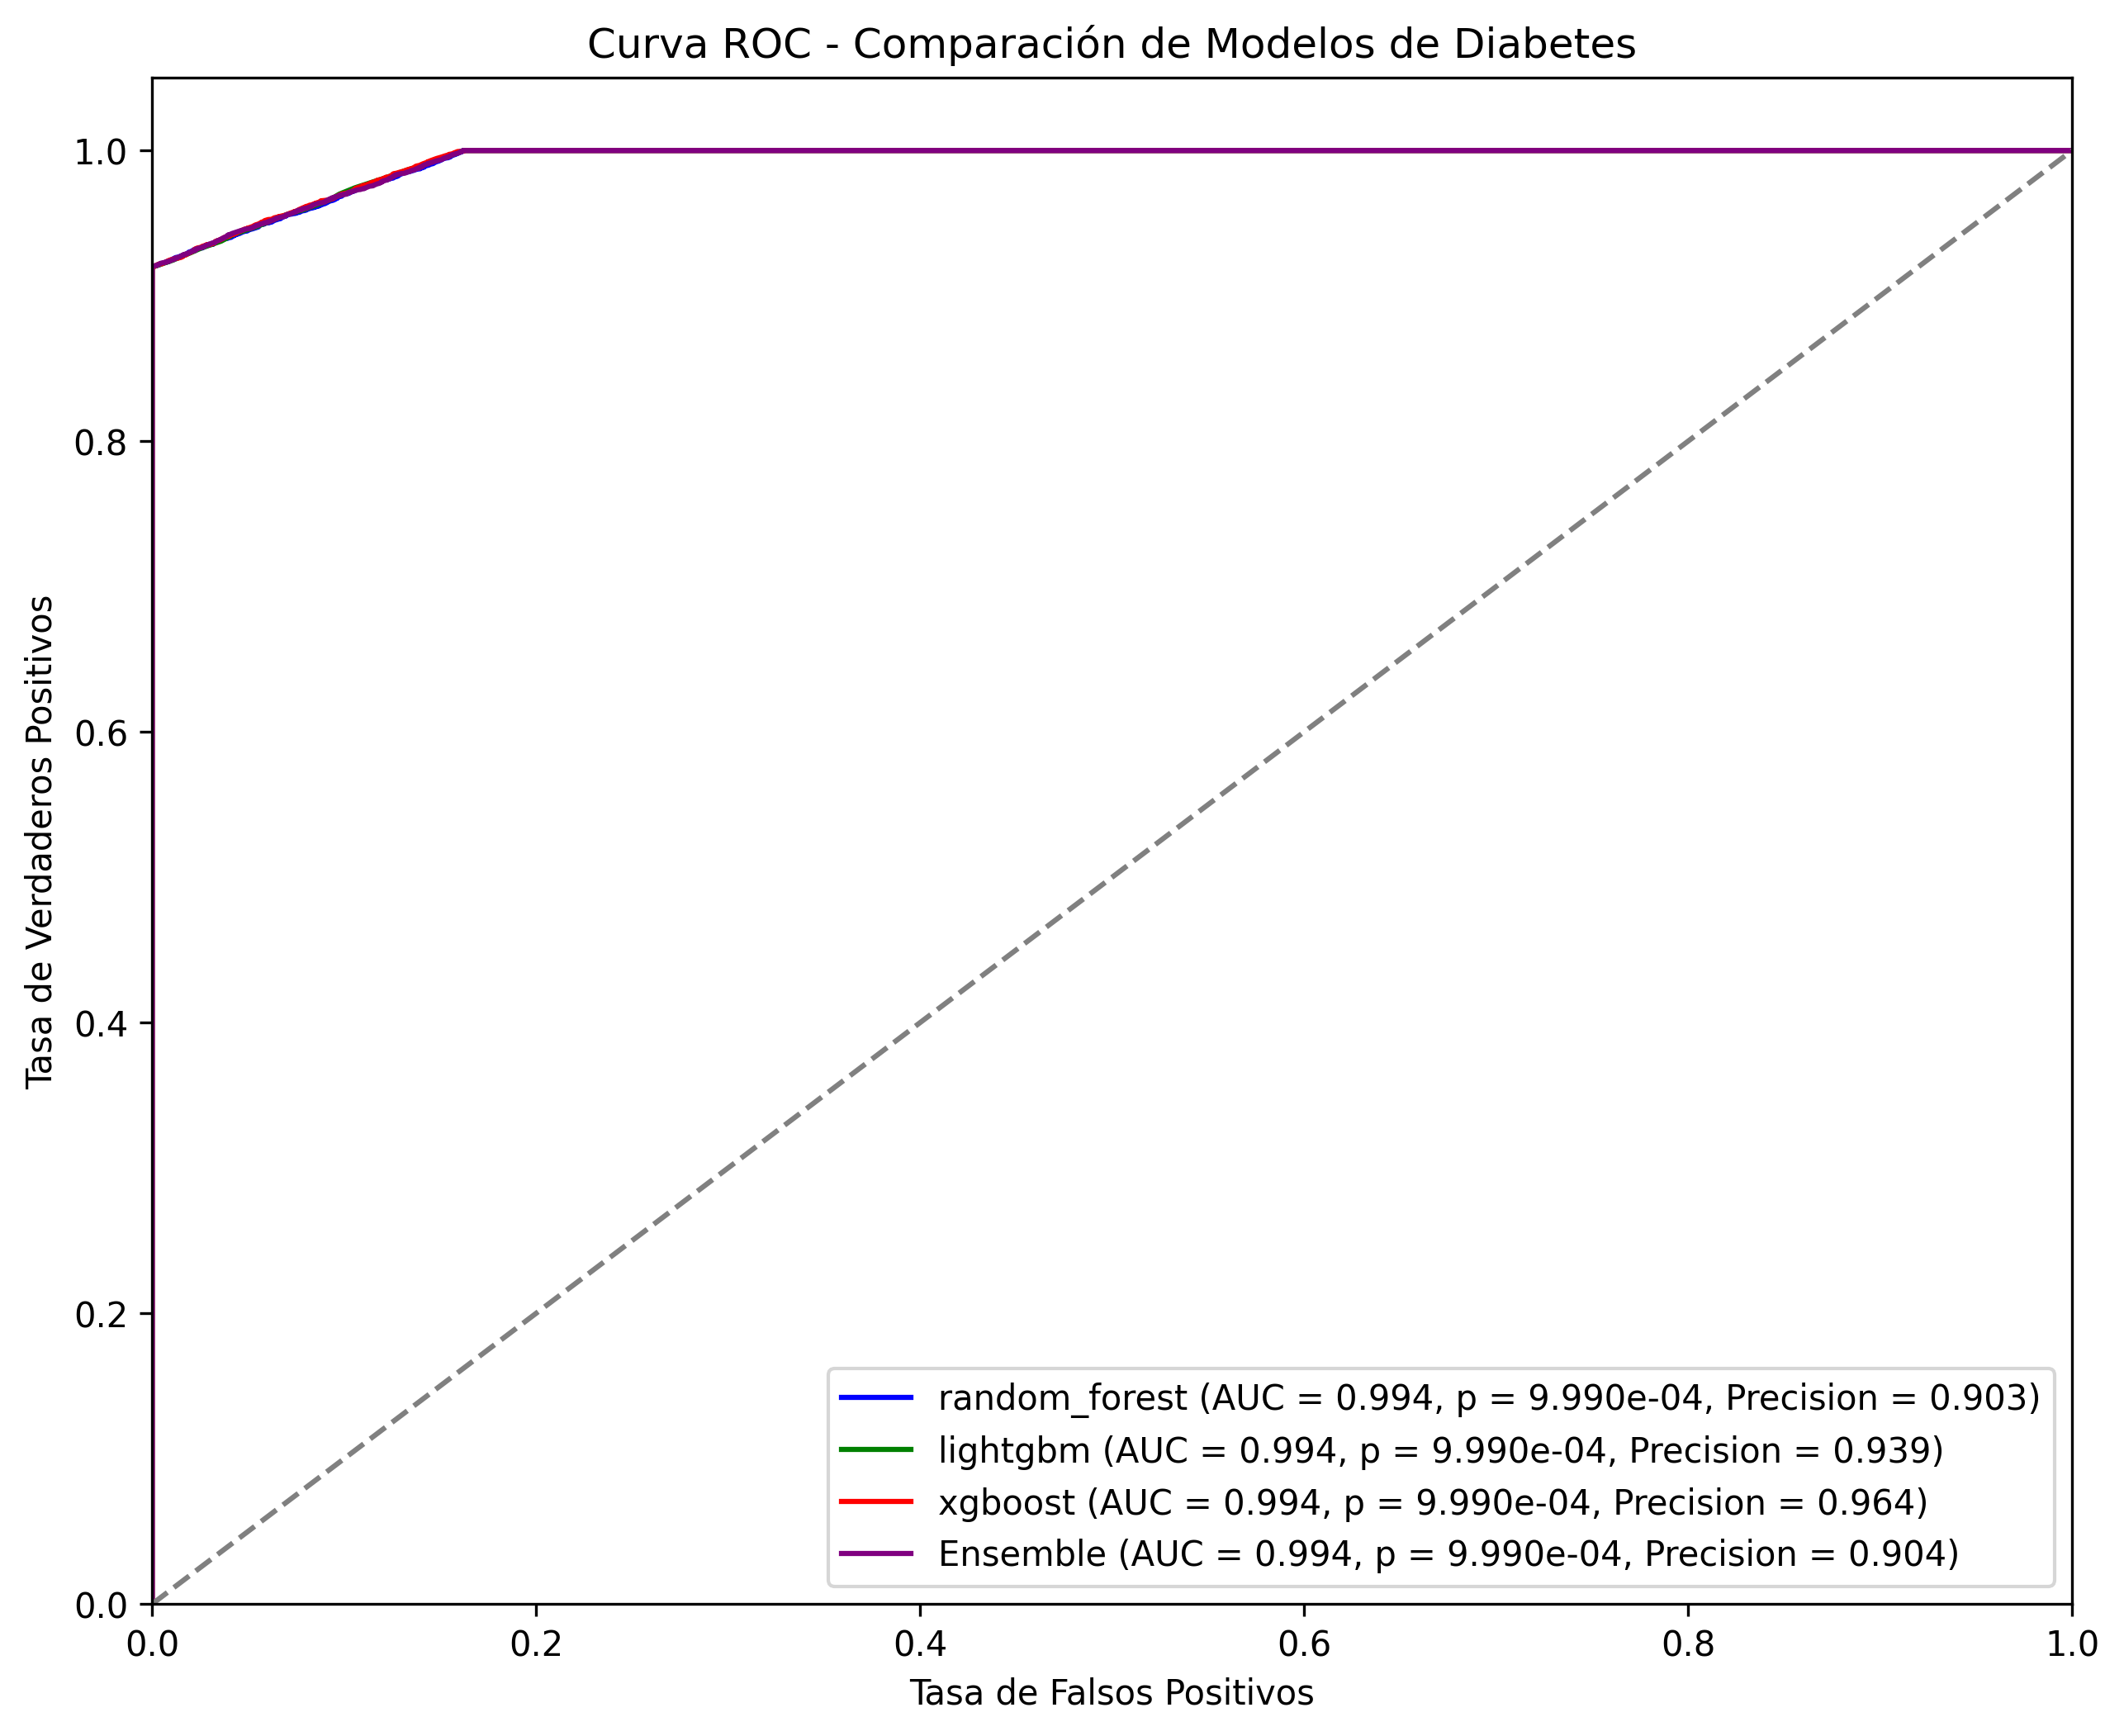 Curva ROC - Comparación de Modelos de Diabetes
Tasa de Verdaderos Positivos
1.0
0.8
0.6
0.4
0.2
0.0
0.0 0.2 0.4 0.6 0.8 1.0
Tasa de Falsos Positivos
random_forest (AUC = 0.994, p = 9.990e-04, Precision = 0.903)
lightgbm (AUC = 0.994, p = 9.990e-04, Precision = 0.939)
xgboost (AUC = 0.994, p = 9.990e-04, Precision = 0.964)
Ensemble (AUC = 0.994, p = 9.990e-04, Precision = 0.904)